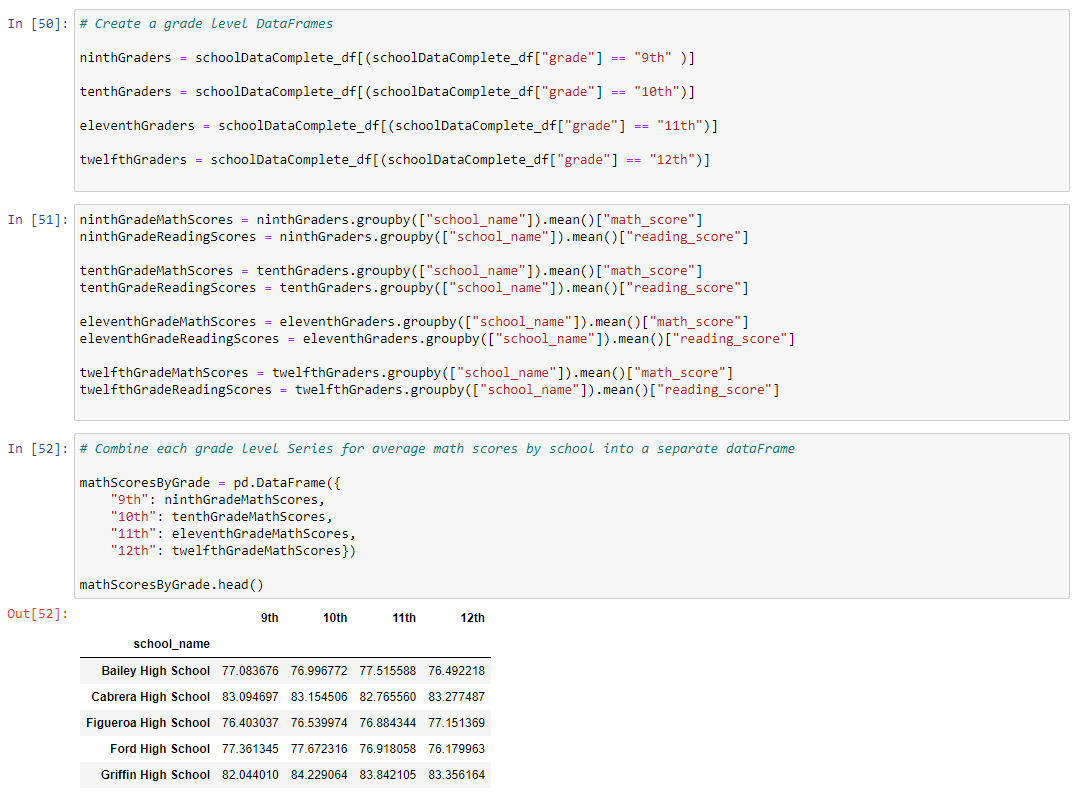 In [50]: # Create a grade level DataFrames
ninthGraders = schoolDataComplete_df[(schoolDataComplete_df["grade"] == "9th" )]
tenthGraders = schoolDataComplete_df[(schoolDataComplete_df["grade"] == "10th")]
eleventhGraders = schoolDataComplete_df[(schoolDataComplete_df["grade"] == "11th")]
twelfthGraders = schoolDataComplete_df[(schoolDataComplete_df["grade"] == "12th")]
In [51]: ninthGradeMathScores = ninthGraders.groupby(["school_name"]).mean()["math_score"]
ninthGradeReadingScores = ninthGraders.groupby(["school_name"]).mean()["reading_score"]
tenthGradeMathScores = tenthGraders.groupby(["school_name"]).mean()["math_score"]
tenthGradeReadingScores = tenthGraders.groupby(["school_name"]).mean()["reading_score"]
eleventhGradeMathScores = eleventhGraders.groupby(["school_name"]).mean()["math_score"]
eleventhGradeReadingScores = eleventhGraders.groupby(["school_name"]).mean()["reading_score"]
twelfthGradeMathScores = twelfthGraders.groupby(["school_name"]).mean()["math_score"]
twelfthGradeReadingScores = twelfthGraders.groupby(["school_name"]).mean()["reading_score"]
In [52]: # Combine each grade level Series for average math scores by school into a separate dataFrame
mathScoresByGrade = pd.DataFrame({
    "9th": ninthGradeMathScores,
    "10th": tenthGradeMathScores,
    "11th": eleventhGradeMathScores,
    "12th": twelfthGradeMathScores})
mathScoresByGrade.head()
Out[52]: 9th 10th 11th 12th
school_name
Bailey High School 77.083676 76.996772 77.515588 76.492218
Cabrera High School 83.094697 83.154506 82.765560 83.277487
Figueroa High School 76.403037 76.539974 76.884344 77.151369
Ford High School 77.361345 77.672316 76.918058 76.179963
Griffin High School 82.044010 84.229064 83.842105 83.356164